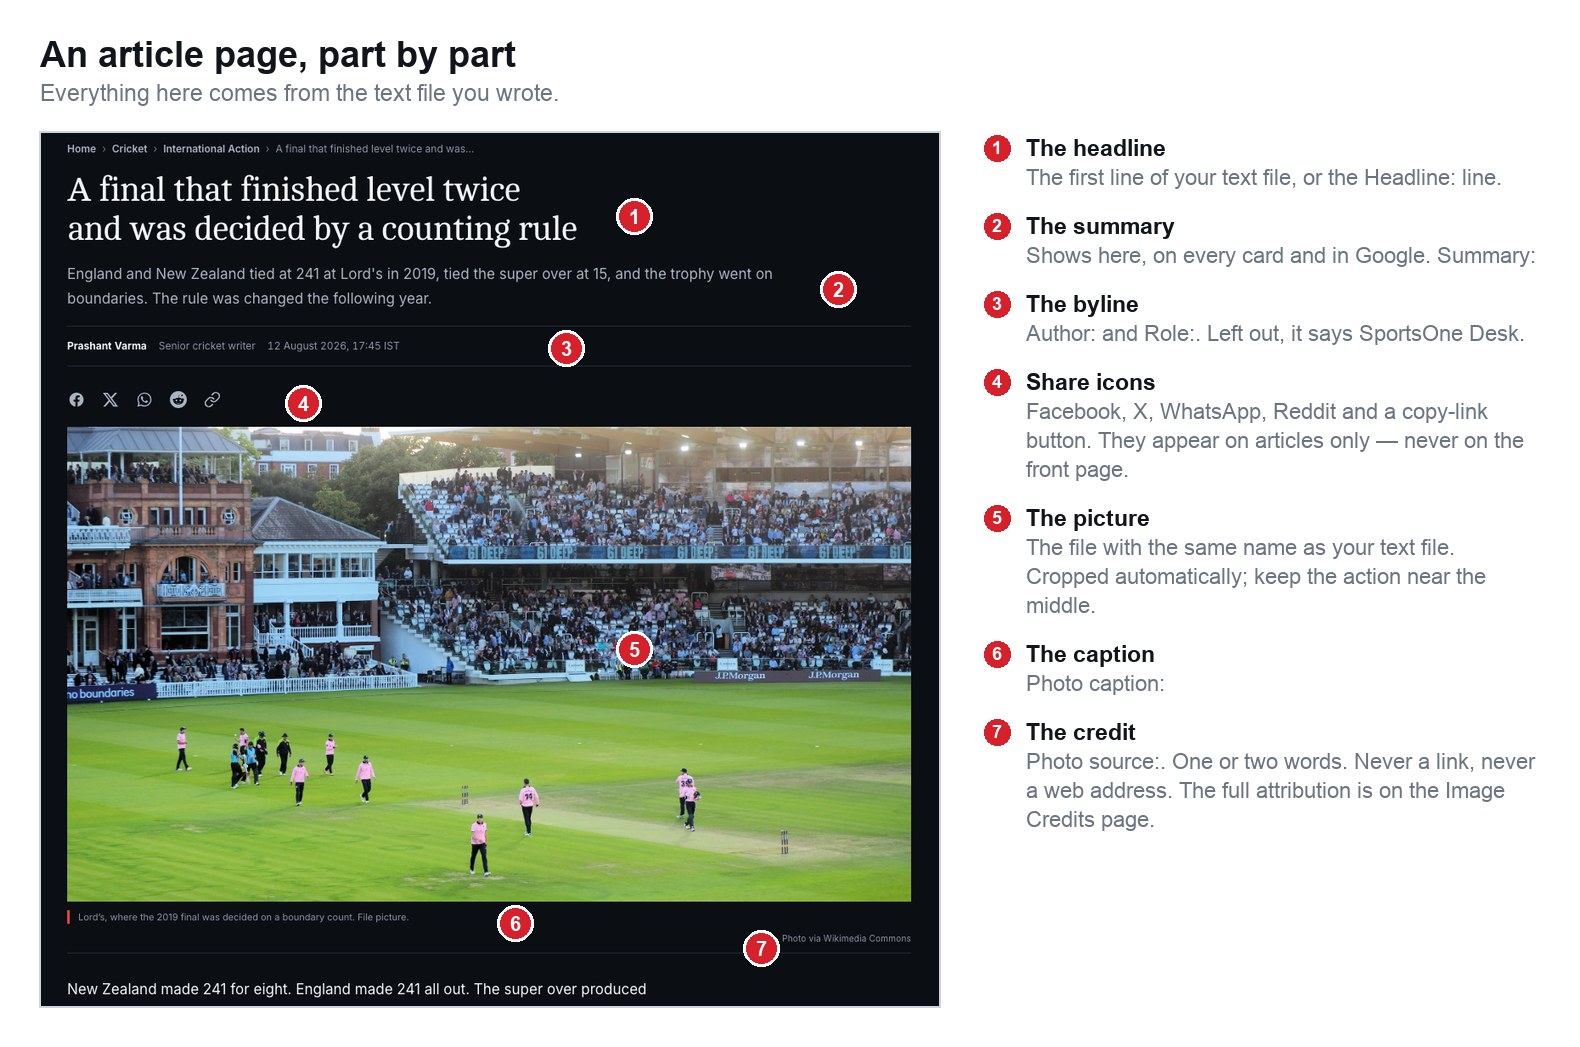 An article page, part by part
Everything here comes from the text file you wrote.
Home › Cricket › International Action › A final that finished level twice and was...
A final that finished level twice
and was decided by a counting rule
1
England and New Zealand tied at 241 at Lord's in 2019, tied the super over at 15, and the trophy went on
boundaries. The rule was changed the following year.
2
Prashant Varma Senior cricket writer 12 August 2026, 17:45 IST
3
4
no boundaries
J.P.Morgan J.P.Morgan
5
Lord's, where the 2019 final was decided on a boundary count. File picture.
6
7 Photo via Wikimedia Commons
New Zealand made 241 for eight. England made 241 all out. The super over produced
1 The headline
The first line of your text file, or the Headline: line.
2 The summary
Shows here, on every card and in Google. Summary:
3 The byline
Author: and Role:. Left out, it says SportsOne Desk.
4 Share icons
Facebook, X, WhatsApp, Reddit and a copy-link
button. They appear on articles only — never on the
front page.
5 The picture
The file with the same name as your text file.
Cropped automatically; keep the action near the
middle.
6 The caption
Photo caption:
7 The credit
Photo source:. One or two words. Never a link, never
a web address. The full attribution is on the Image
Credits page.